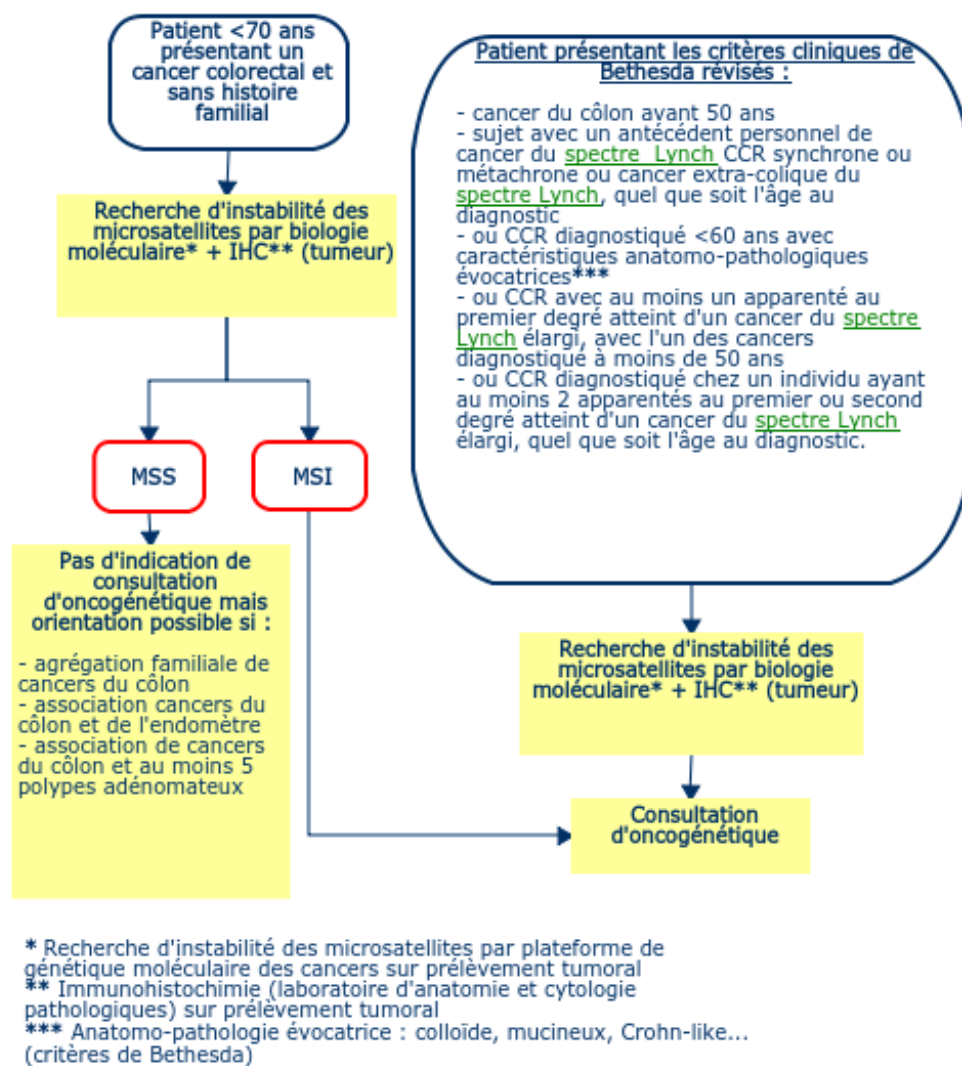 Patient <70 ans
présentant un
cancer colorectal et
sans histoire
familial
Recherche d'instabilité des
microsatellites par biologie
moléculaire* + IHC** (tumeur)
MSS
MSI
Pas d'indication de
consultation
d'oncogénétique mais
orientation possible si :
- agrégation familiale de
cancers du côlon
- association cancers du
côlon et de l'endomètre
- association de cancers
du côlon et au moins 5
polypes adénomateux
Patient présentant les critères cliniques de
Bethesda révisés :
- cancer du côlon avant 50 ans
- sujet avec un antécédent personnel de
cancer du spectre Lynch CCR synchrone ou
métachrone ou cancer extra-colique du
spectre Lynch, quel que soit l'âge au
diagnostic
- ou CCR diagnostiqué <60 ans avec
caractéristiques anatomo-pathologiques
évocatrices***
- ou CCR avec au moins un apparenté au
premier degré atteint d'un cancer du spectre
Lynch élargi, avec l'un des cancers
diagnostiqué à moins de 50 ans
- ou CCR diagnostiqué chez un individu ayant
au moins 2 apparentés au premier ou second
degré atteint d'un cancer du spectre Lynch
élargi, quel que soit l'âge au diagnostic.
Recherche d'instabilité des
microsatellites par biologie
moléculaire* + IHC** (tumeur)
Consultation
d'oncogénétique
* Recherche d'instabilité des microsatellites par plateforme de
génétique moléculaire des cancers sur prélèvement tumoral
** Immunohistochimie (laboratoire d'anatomie et cytologie
pathologiques) sur prélèvement tumoral
*** Anatomo-pathologie évocatrice : colloïde, mucineux, Crohn-like...
(critères de Bethesda)